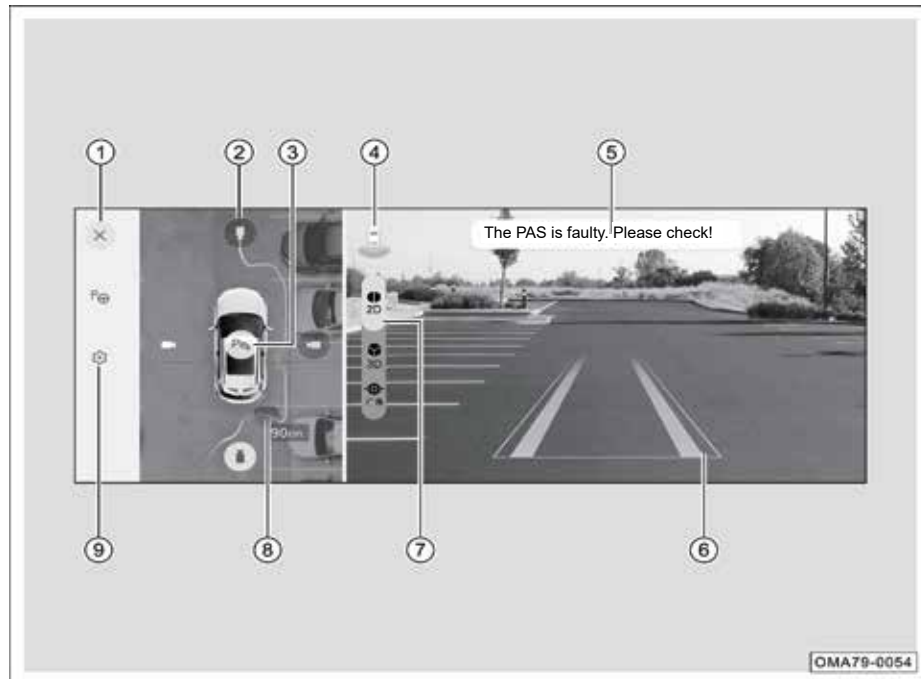 ① ② ③ ④ ⑤
The PAS is faulty. Please check!
2D
3D
90cm
⑨ ⑧ ⑦ ⑥
OMA79-0054